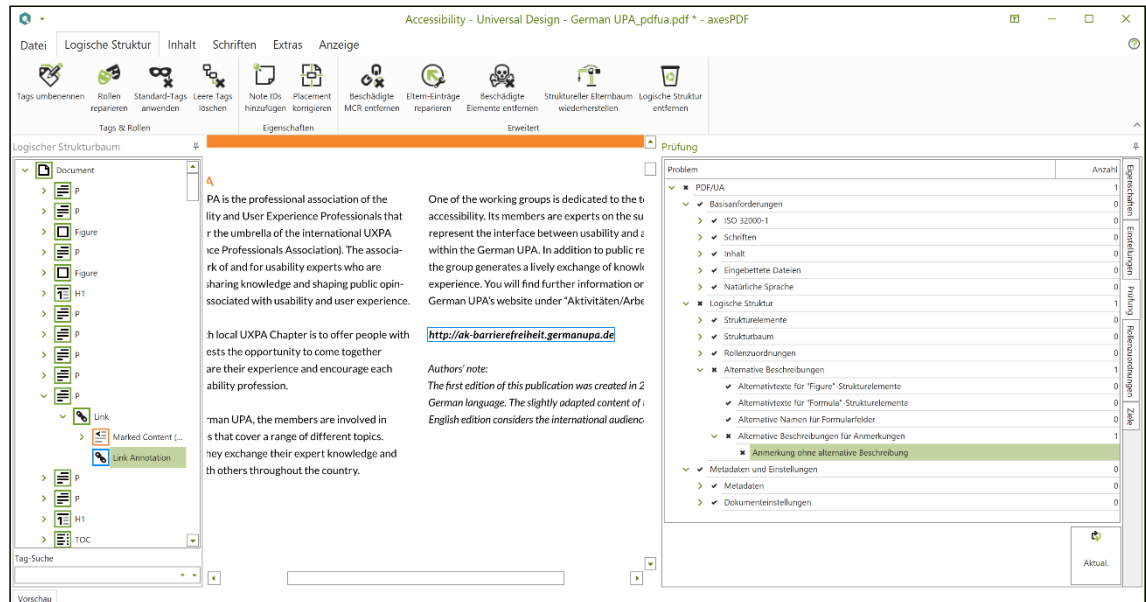 Accessibility - Universal Design - German UPA_pdfua.pdf * - axesPDF
Datei Logische Struktur Inhalt Schriften Extras Anzeige
Tags umbenennen
Rollen reparieren
Standard-Tags anwenden
Leere Tags löschen
Note IDs hinzufügen
Placement korrigieren
Beschädigte MCR entfernen
Eltern-Einträge reparieren
Beschädigte Elemente entfernen
Struktureller Elternbaum wiederherstellen
Logische Struktur entfernen
Tags & Rollen
Eigenschaften
Erweitert
Logischer Strukturbaum
Document
P
P
Figure
P
Figure
H1
P
P
P
P
P
Link
Marked Content (...
Link Annotation
P
P
H1
TOC
Tag-Suche
Vorschau
PA is the professional association of the
lity and User Experience Professionals that
r the umbrella of the international UXPA
nce Professionals Association). The associa-
rk of and for usability experts who are
sharing knowledge and shaping public opin-
ssociated with usability and user experience.
h local UXPA Chapter is to offer people with
ests the opportunity to come together
are their experience and encourage each
ability profession.
rman UPA, the members are involved in
s that cover a range of different topics.
hey exchange their expert knowledge and
th others throughout the country.
One of the working groups is dedicated to the t
accessibility. Its members are experts on the su
represent the interface between usability and a
within the German UPA. In addition to public re
the group generates a lively exchange of knowl
experience. You will find further information or
German UPA's website under "Aktivitäten/Arbe
http://ak-barrierefreiheit.germanupa.de
Authors' note:
The first edition of this publication was created in 2
German language. The slightly adapted content of
English edition considers the international audienc
Prüfung
Problem Anzahl
PDF/UA 1
Basisanforderungen 0
ISO 32000-1 0
Schriften 0
Inhalt 0
Eingebettete Dateien 0
Natürliche Sprache 0
Logische Struktur 1
Strukturelemente 0
Strukturbaum 0
Rollenzuordnungen 0
Alternative Beschreibungen 1
Alternativtexte für "Figure"-Strukturelemente 0
Alternativtexte für "Formula"-Strukturelemente 0
Alternative Namen für Formularfelder 0
Alternative Beschreibungen für Anmerkungen 1
Anmerkung ohne alternative Beschreibung
Metadaten und Einstellungen 0
Metadaten 0
Dokumenteinstellungen 0
Aktual.
Eigenschaften
Einstellungen
Prüfung
Rollenzuordnungen
Ziele